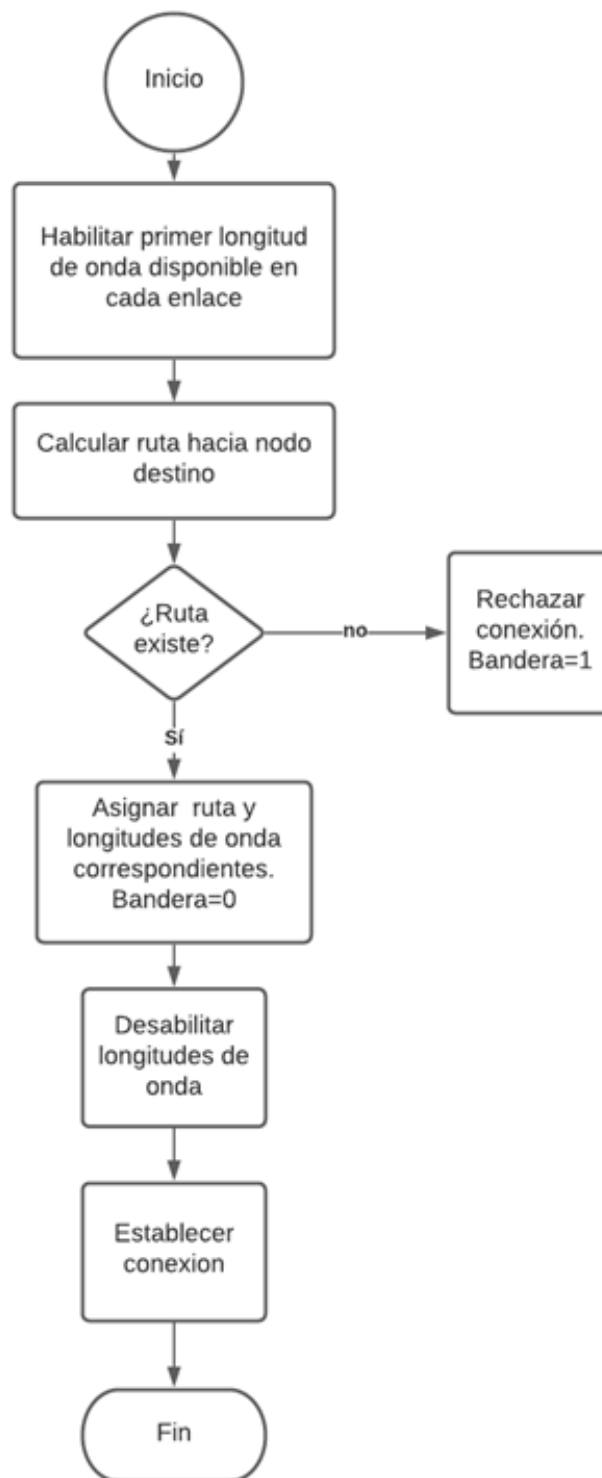 Inicio
Habilitar primer longitud
de onda disponible en
cada enlace
Calcular ruta hacia nodo
destino
¿Ruta
existe?
no
Rechazar
conexión.
Bandera=1
Sí
Asignar ruta y
longitudes de onda
correspondientes.
Bandera=0
Desabilitar
longitudes de
onda
Establecer
conexion
Fin